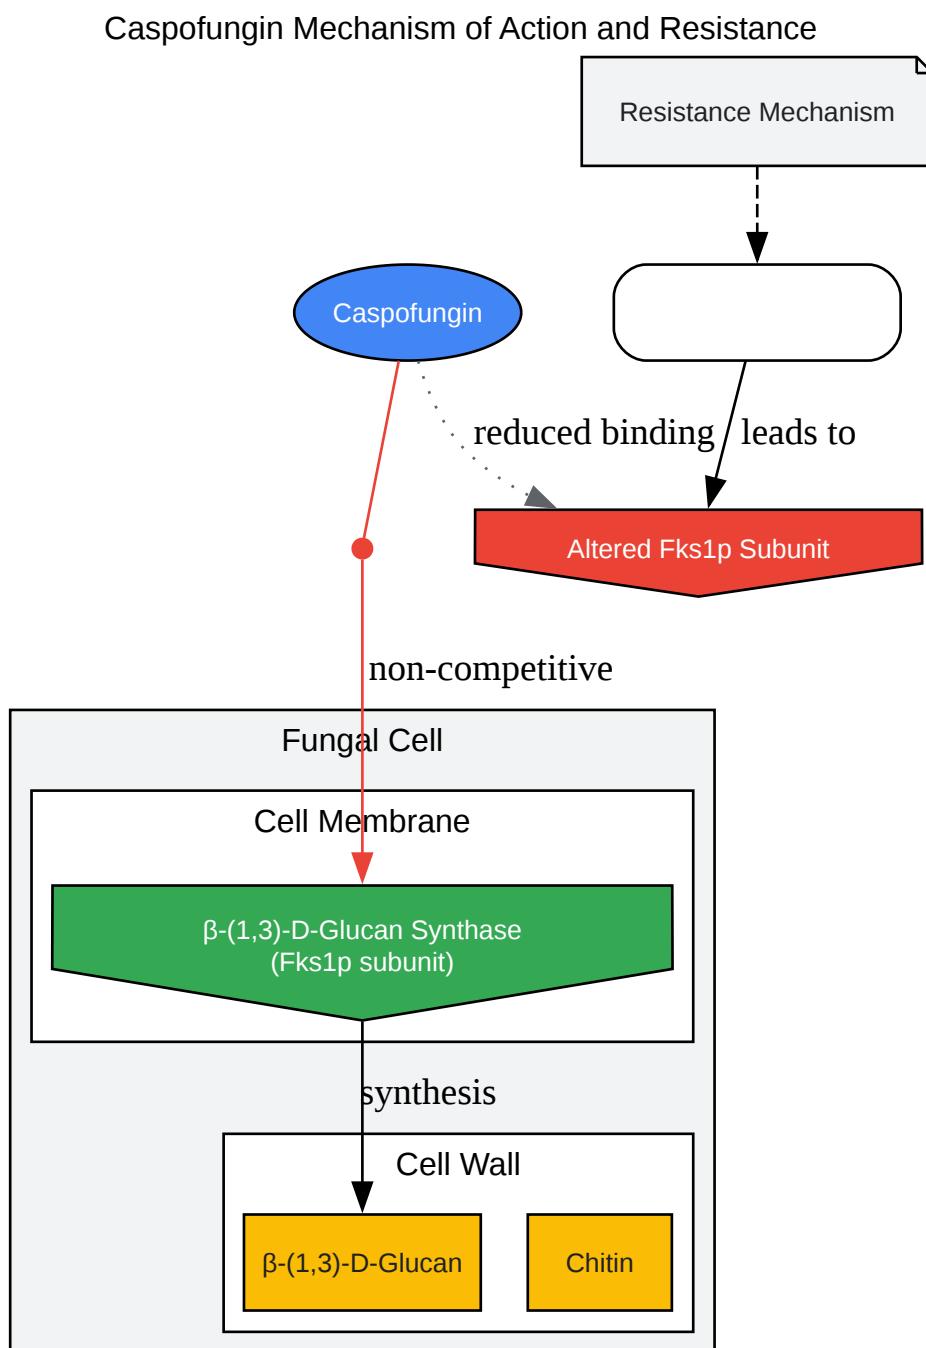 Caspofungin Mechanism of Action and Resistance
Resistance Mechanism
Caspofungin
reduced binding
leads to
Altered Fks1p Subunit
non-competitive
Fungal Cell
Cell Membrane
β-(1,3)-D-Glucan Synthase
(Fks1p subunit)
synthesis
Cell Wall
β-(1,3)-D-Glucan
Chitin